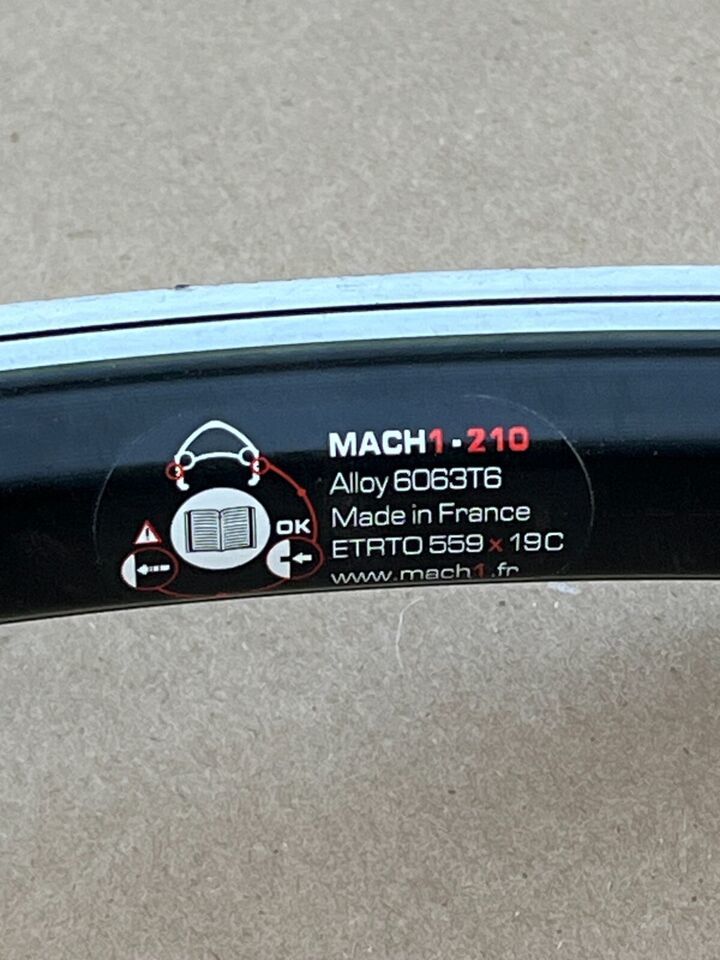 MACH1·210
Alloy 6063T6
OK
Made in France
ETRTO 559 x 19C
www.mach1.fr